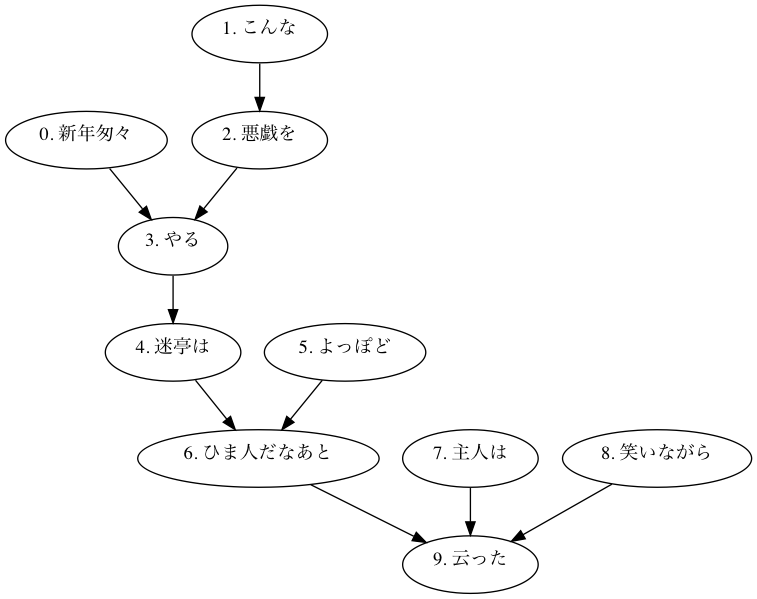 1. こんな
0. 新年匆々
2. 悪戯を
3. やる
4. 迷亭は
5. よっぽど
6. ひま人だなあと
7. 主人は
8. 笑いながら
9. 云った